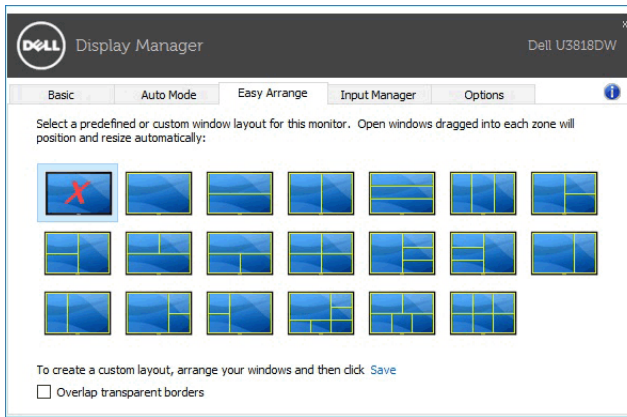 DELL Display Manager Dell U3818DW x
Basic Auto Mode Easy Arrange Input Manager Options i
Select a predefined or custom window layout for this monitor. Open windows dragged into each zone will
position and resize automatically:
X
To create a custom layout, arrange your windows and then click Save
Overlap transparent borders